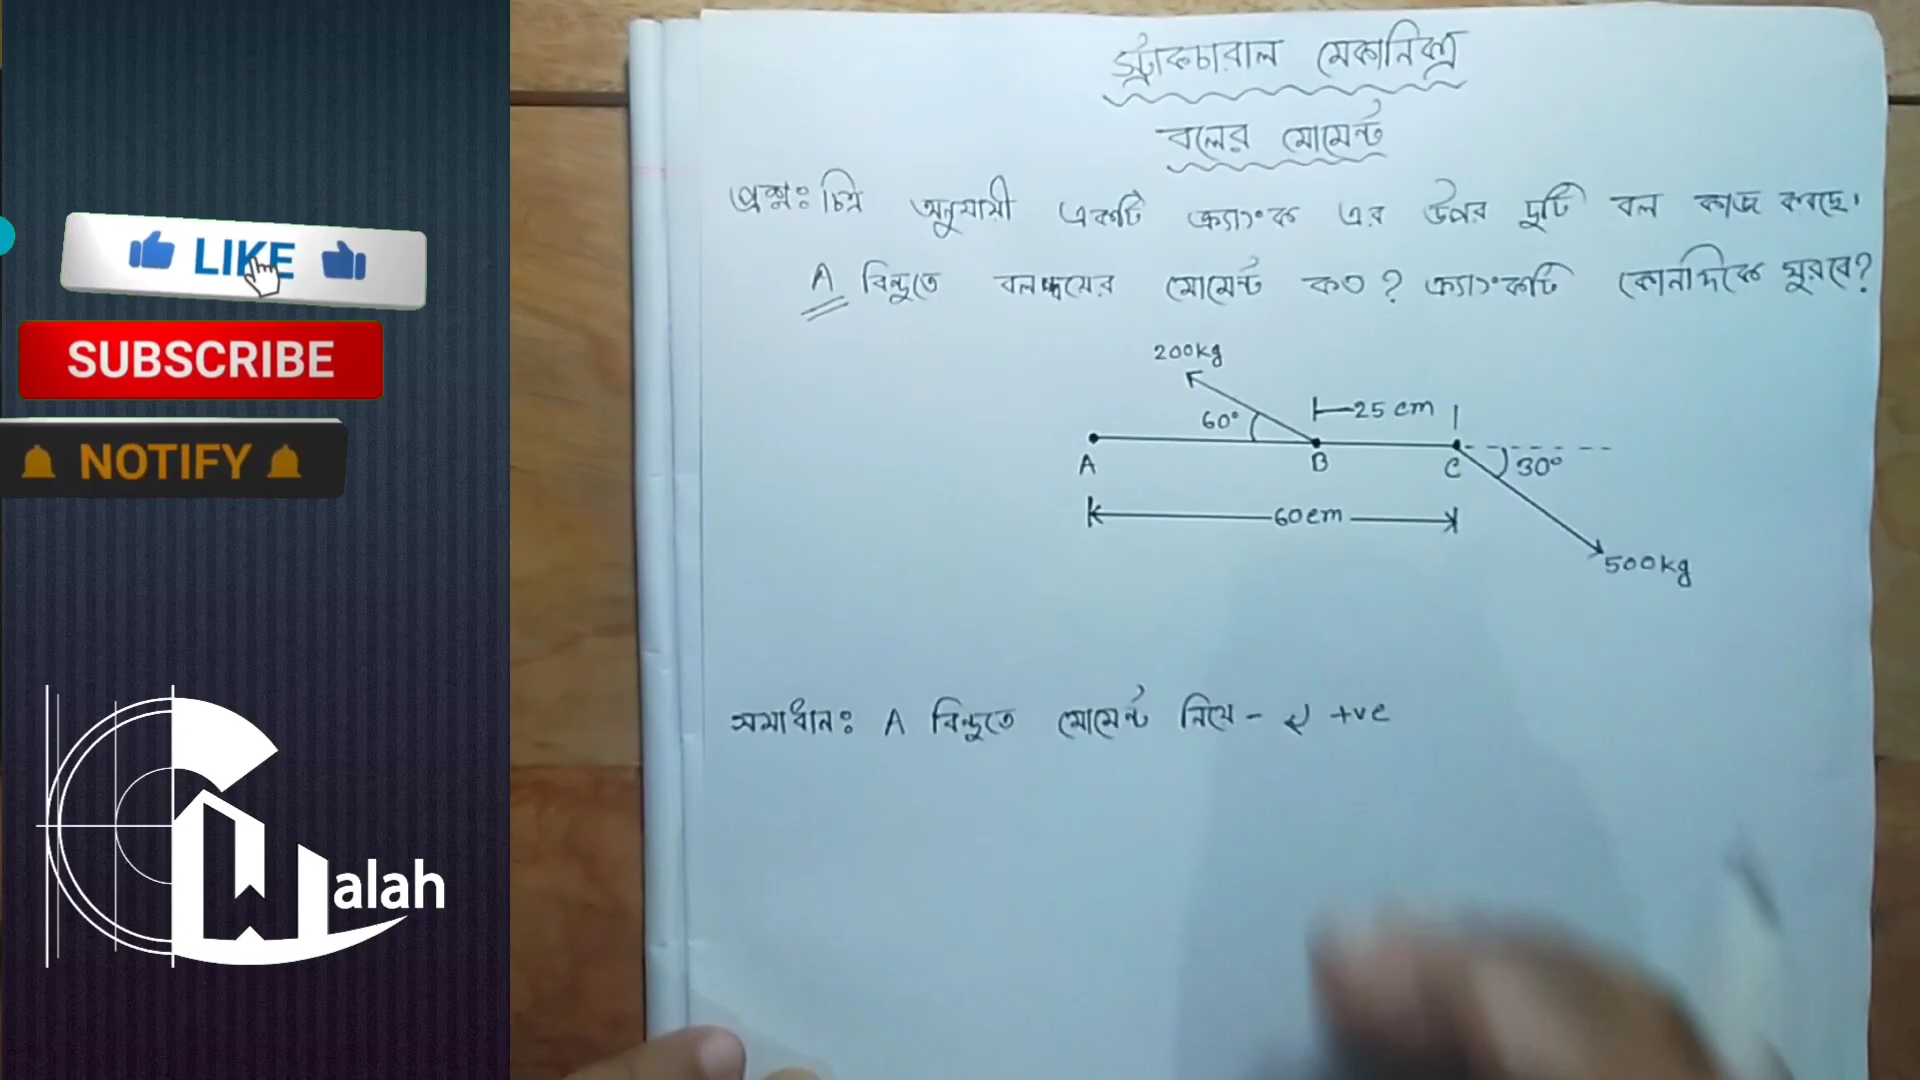 স্ট্রাকচারাল মেকানিক্স
বলের মোমেন্ট
প্রশ্নঃ চিত্র অনুযায়ী একটি ক্র্যাংক এর উপর দুটি বল কাজ করছে।
A বিন্দুতে বলদ্বয়ের মোমেন্ট কত? ক্র্যাংকটি কোনদিকে ঘুরবে?
200kg
60°
25 cm
A
B
C
30°
60cm
500kg
সমাধানঃ A বিন্দুতে মোমেন্ট নিয়ে - +ve
LIKE
SUBSCRIBE
NOTIFY
Walah